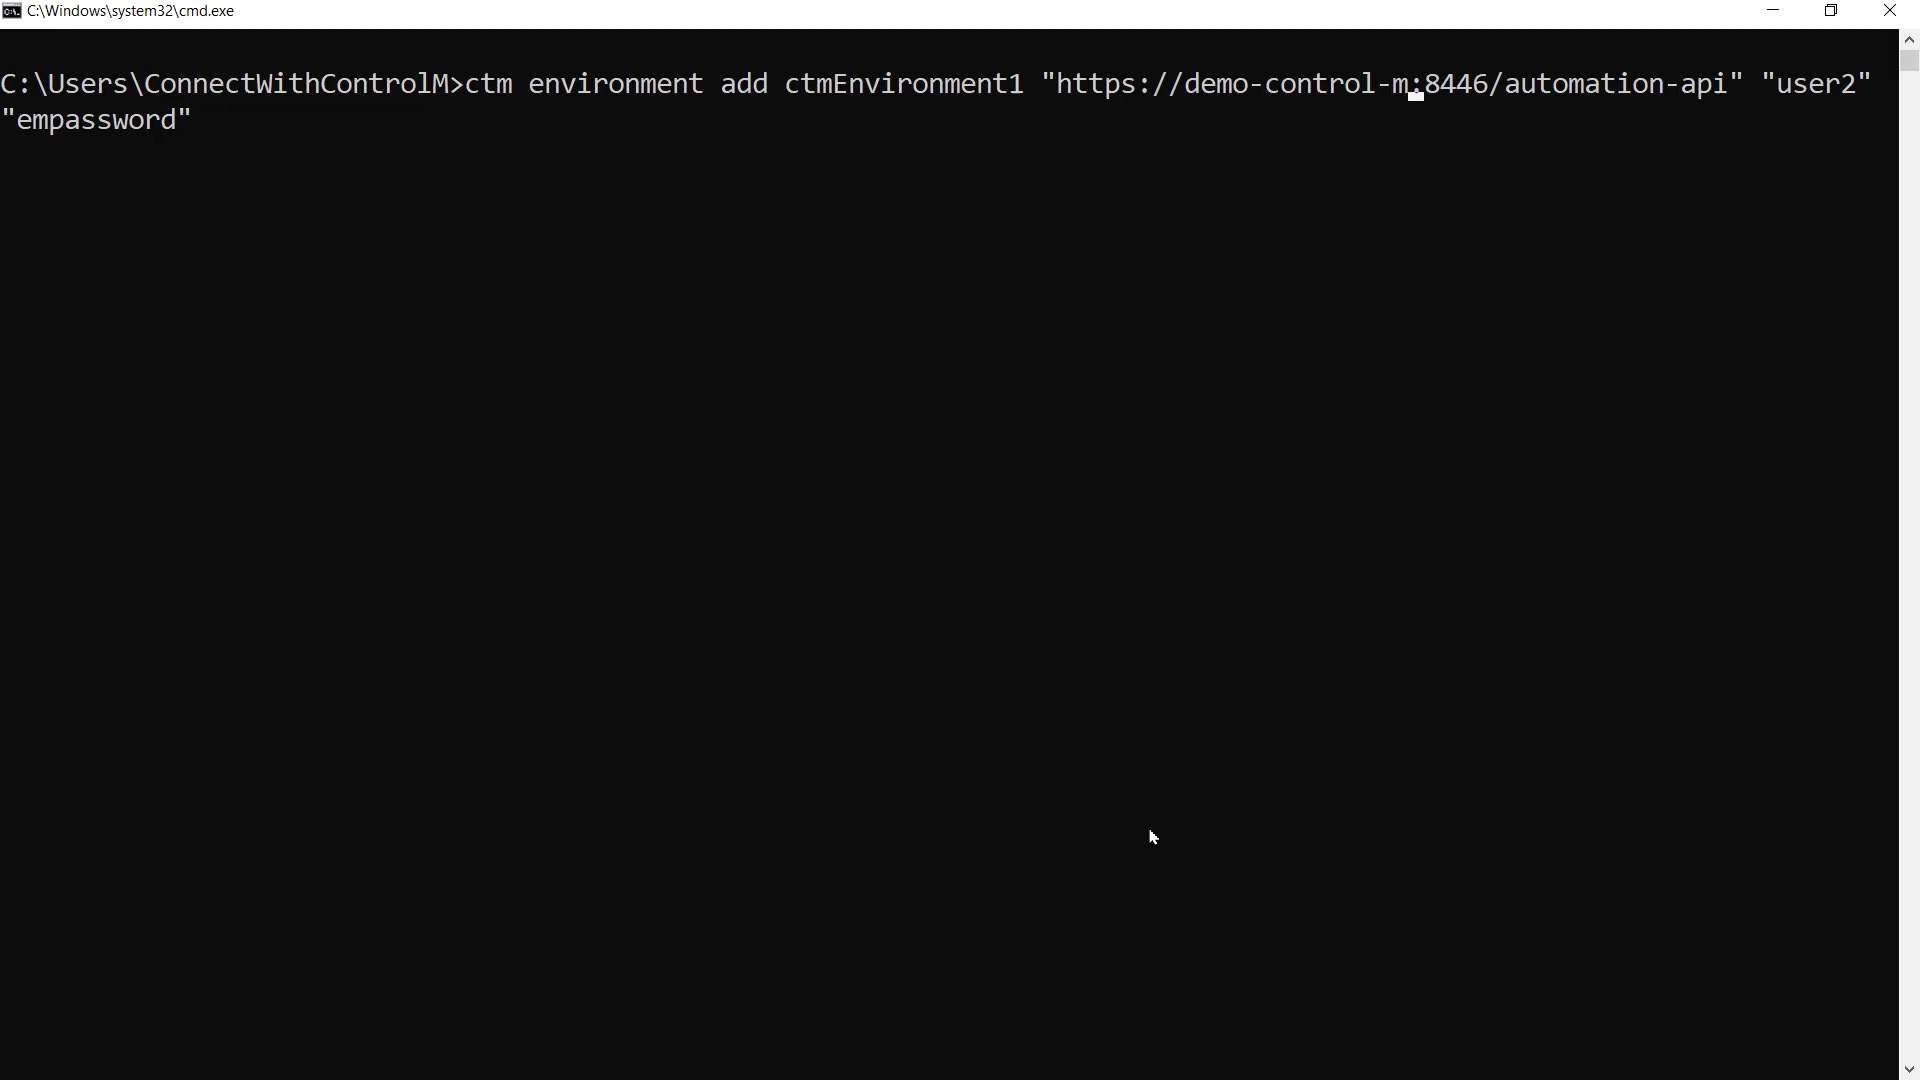 C:\Windows\system32\cmd.exe
C:\Users\ConnectWithControlM>ctm environment add ctmEnvironment1 "https://demo-control-m:8446/automation-api" "user2"
"empassword"